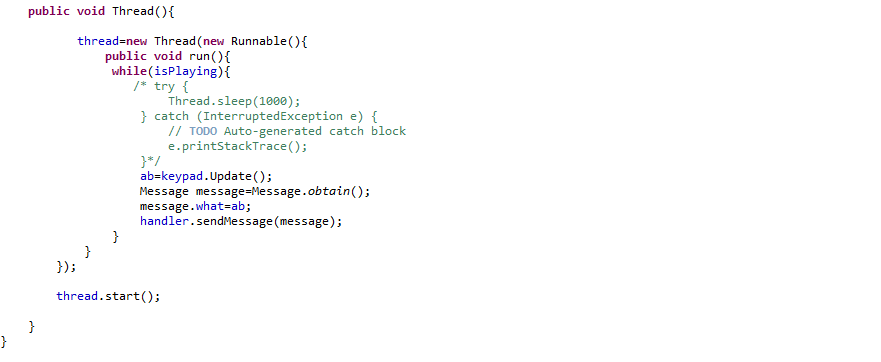 public void Thread(){
thread=new Thread(new Runnable(){
public void run(){
while(isPlaying){
/* try {
Thread.sleep(1000);
} catch (InterruptedException e) {
// TODO Auto-generated catch block
e.printStackTrace();
}*/
ab=keypad.Update();
Message message=Message.obtain();
message.what=ab;
handler.sendMessage(message);
}
}
});
thread.start();
}
}